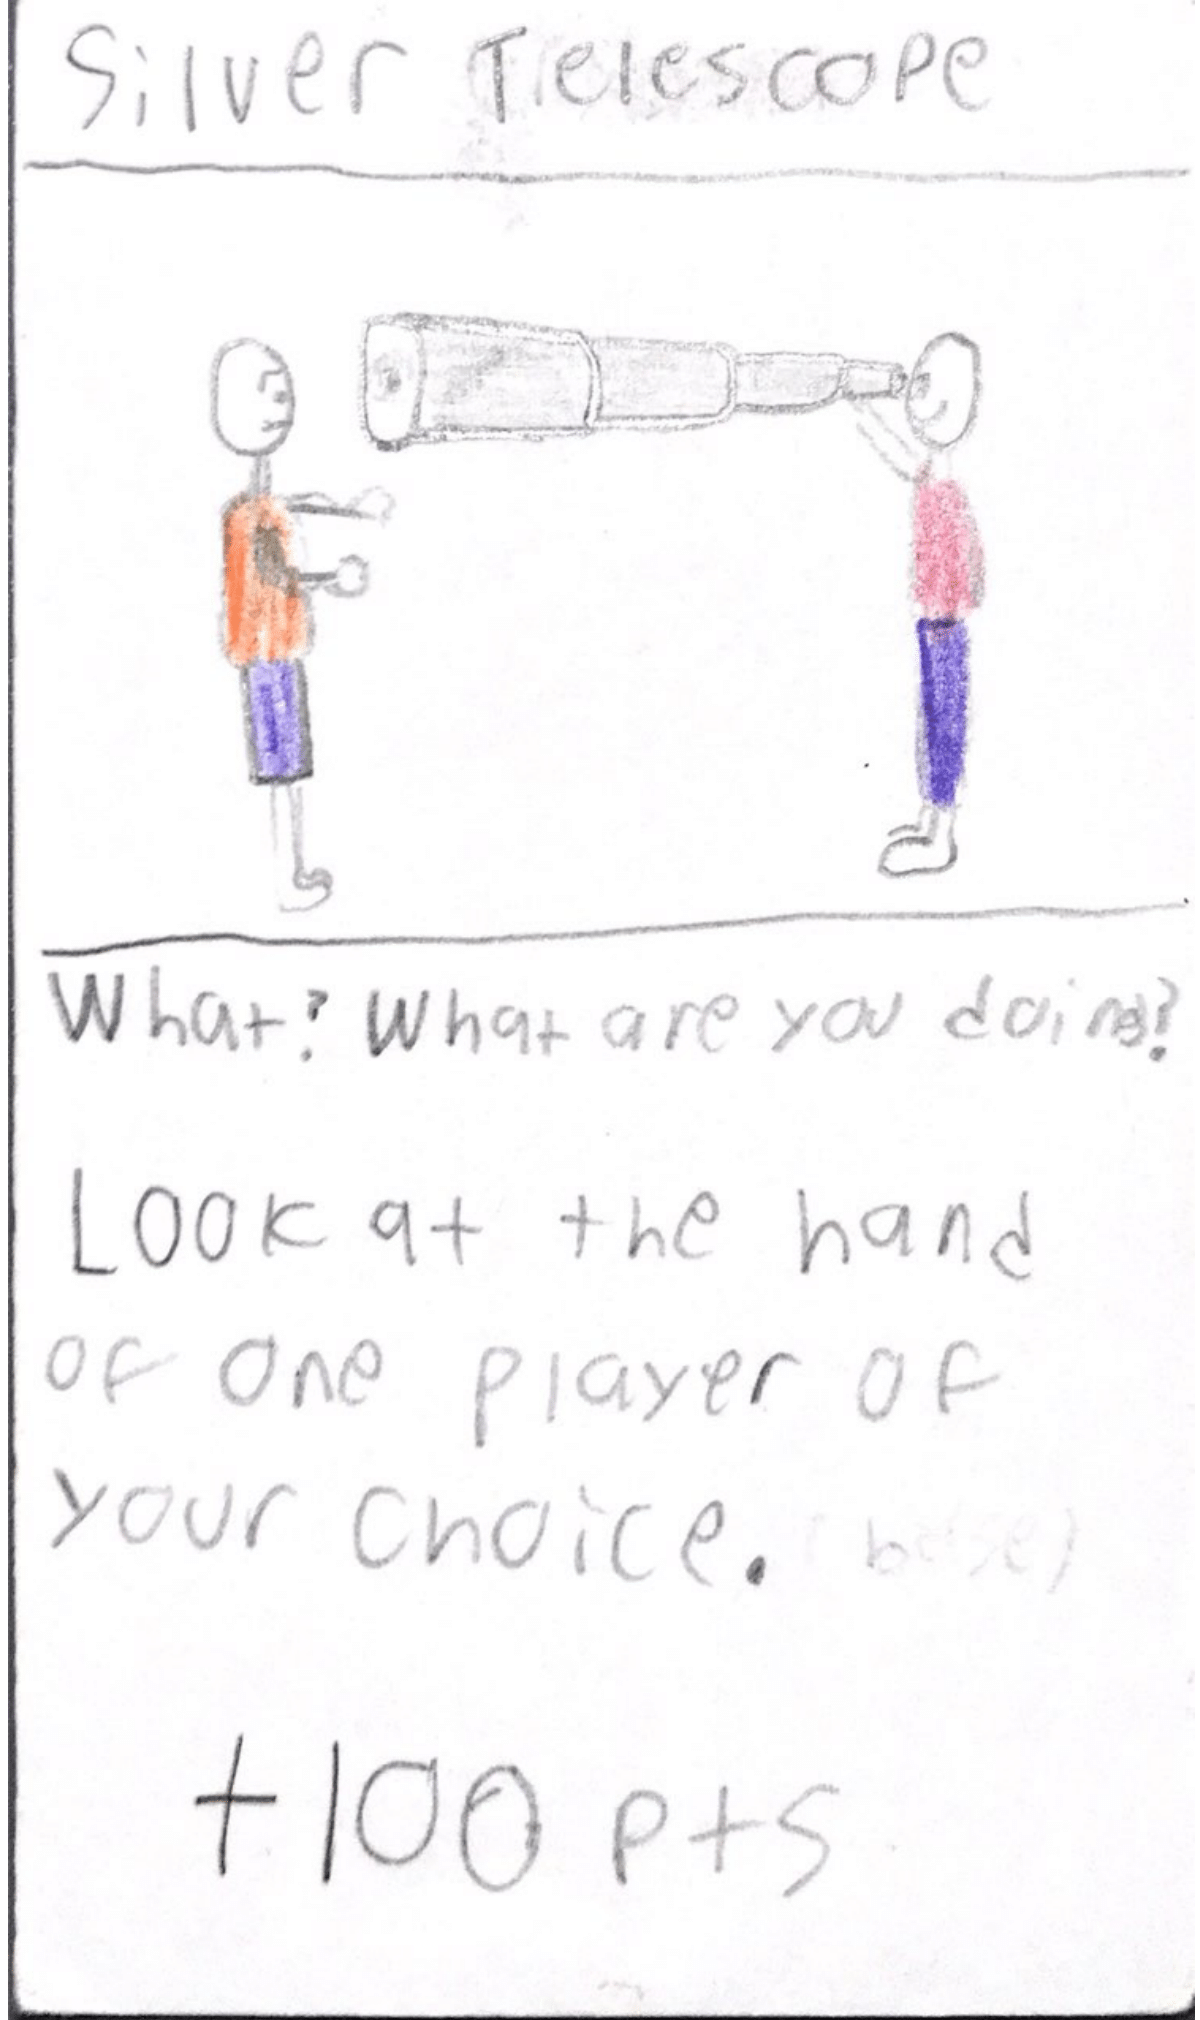 Silver Telescope
What? What are you doing?
Look at the hand
of one player of
your choice. (base)
+100 pts